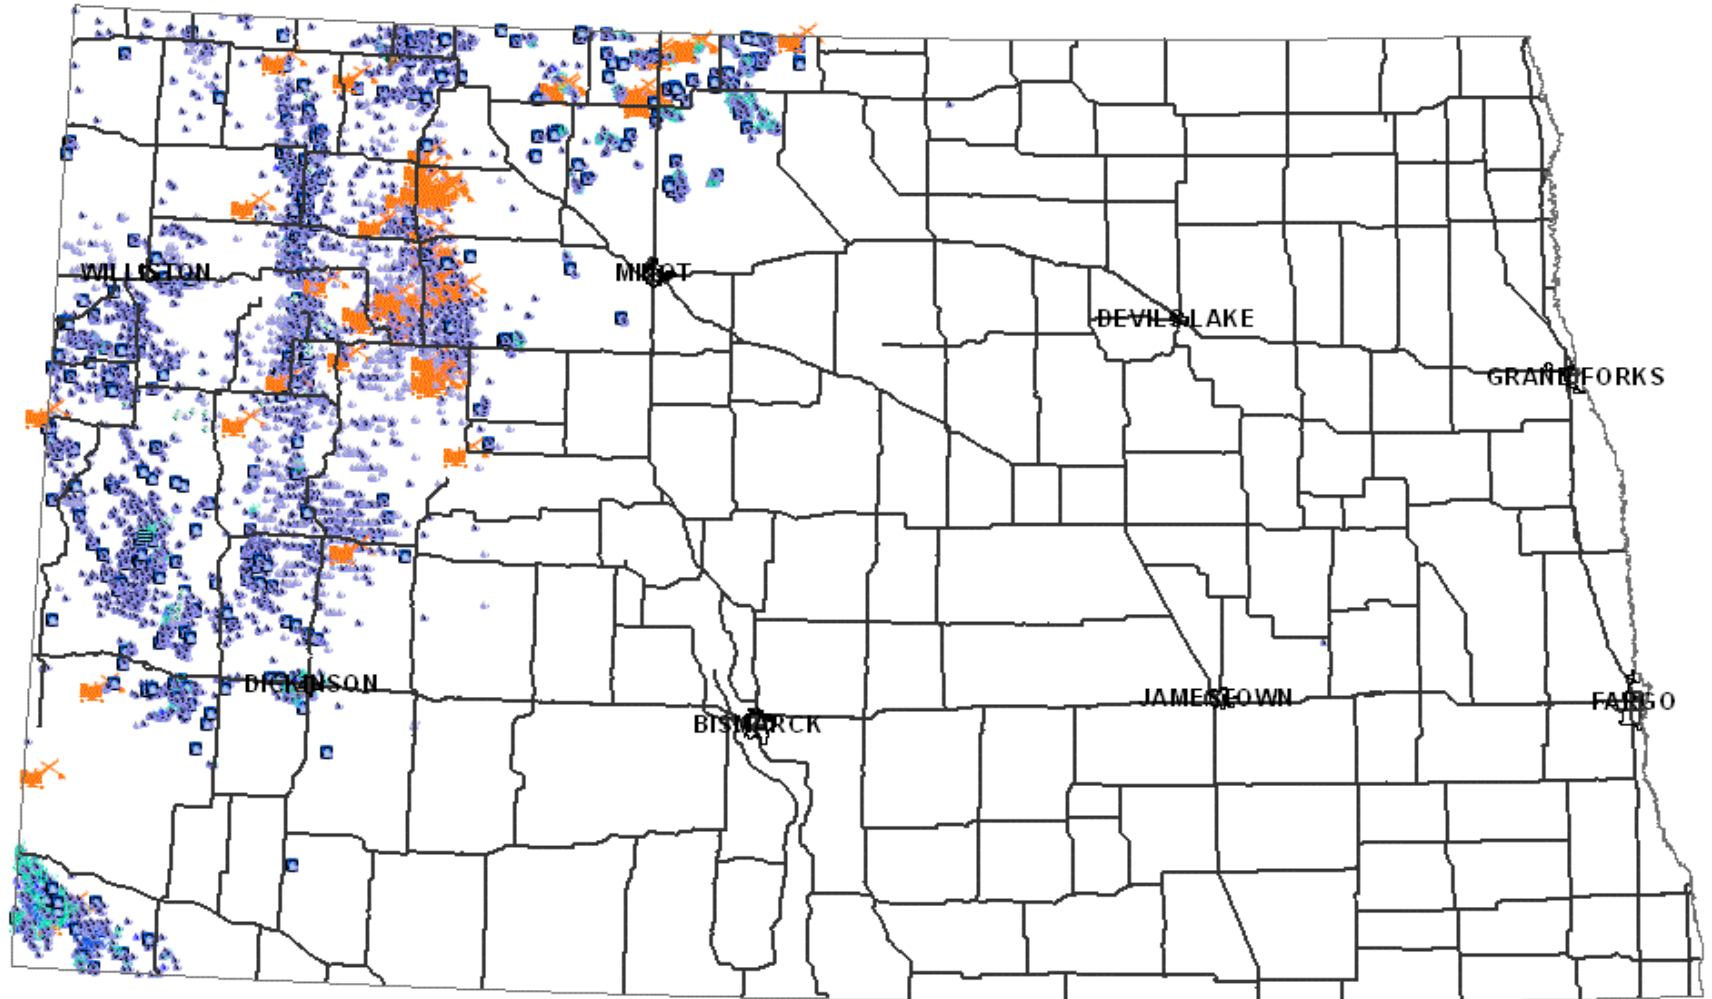 WILLISTON
MINOT
DEVILS LAKE
GRAND FORKS
DICKINSON
BISMARCK
JAMESTOWN
FARGO